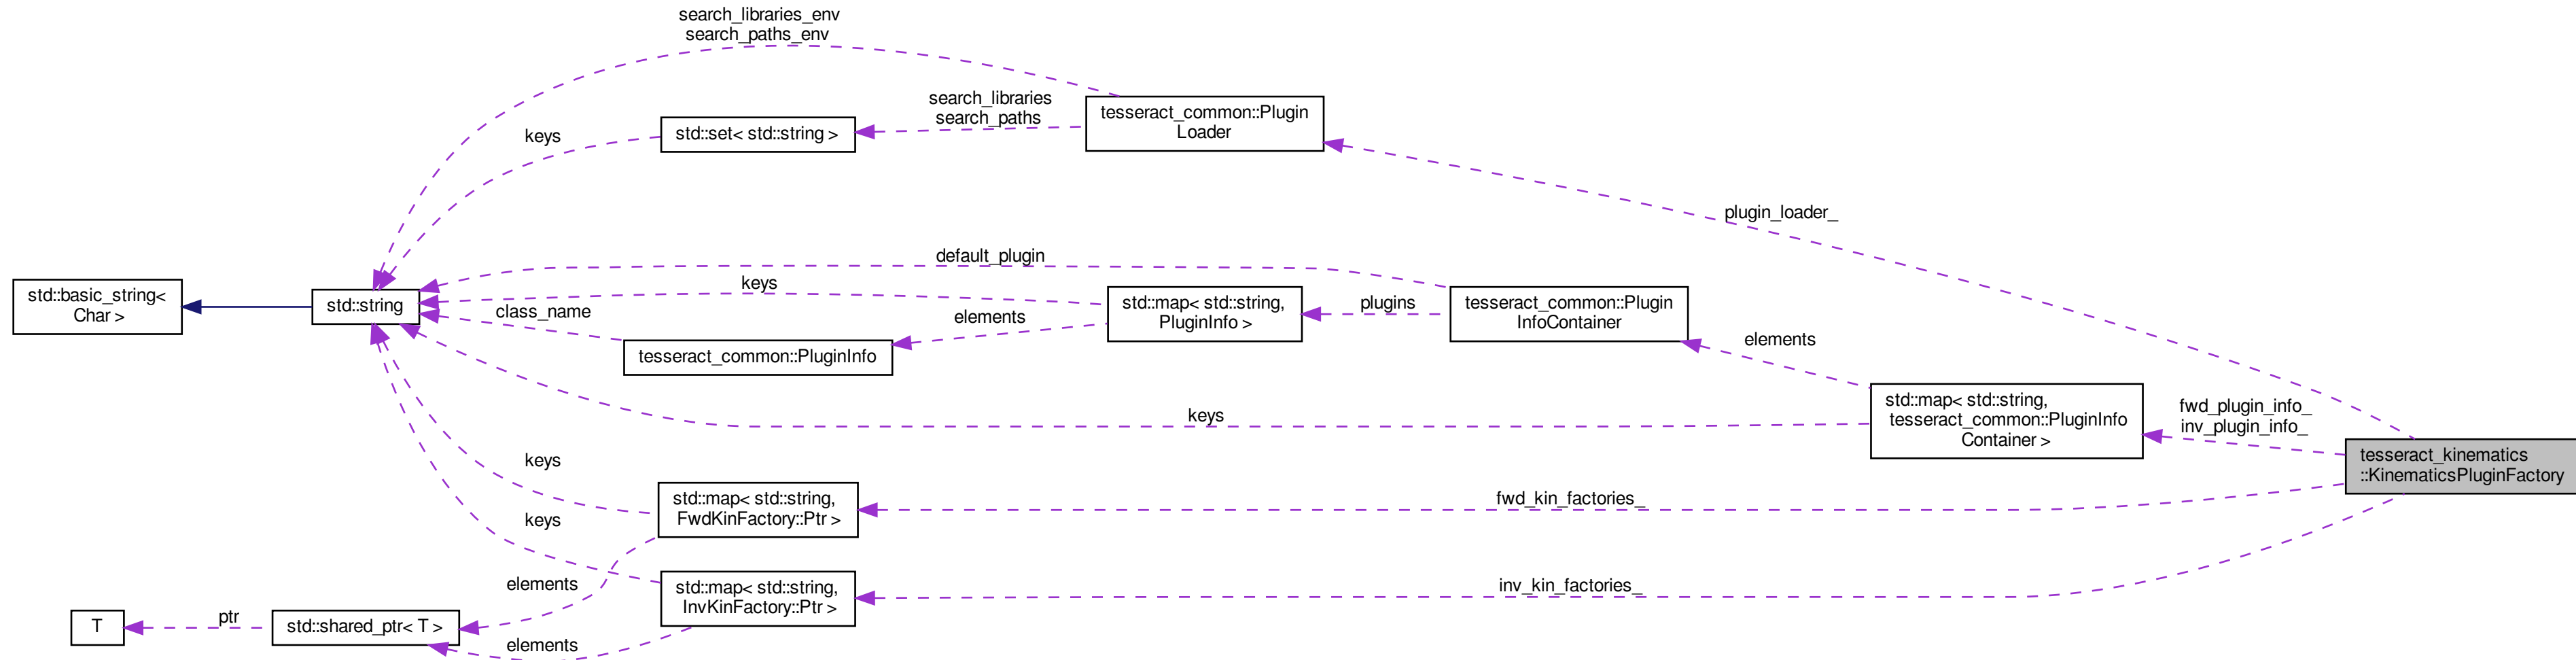 search_libraries_env
search_paths_env
search_libraries
search_paths
tesseract_common::Plugin
Loader
keys
std::set< std::string >
plugin_loader_
default_plugin
keys
std::basic_string<
Char >
std::string
class_name
std::map< std::string,
PluginInfo >
plugins
tesseract_common::Plugin
InfoContainer
elements
elements
tesseract_common::PluginInfo
keys
std::map< std::string,
tesseract_common::PluginInfo
Container >
fwd_plugin_info_
inv_plugin_info_
tesseract_kinematics
::KinematicsPluginFactory
keys
std::map< std::string,
FwdKinFactory::Ptr >
fwd_kin_factories_
keys
elements
std::map< std::string,
InvKinFactory::Ptr >
inv_kin_factories_
T
ptr
std::shared_ptr< T >
elements